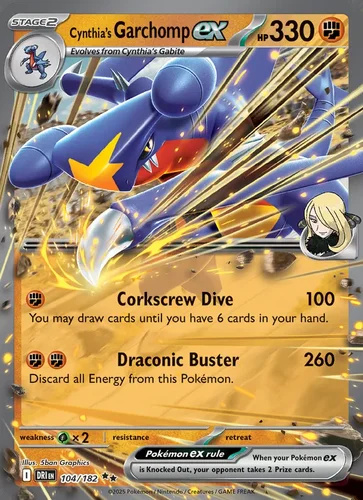 STAGE2
Cynthia's Garchomp ex HP 330
Evolves from Cynthia's Gabite
Corkscrew Dive 100
You may draw cards until you have 6 cards in your hand.
Draconic Buster 260
Discard all Energy from this Pokémon.
weakness ×2 resistance retreat
Illus. 5ban Graphics
Pokémon ex rule
When your Pokémon ex
is Knocked Out, your opponent takes 2 Prize cards.
I DRI EN 104/182
©2025 Pokémon / Nintendo / Creatures / GAME FREAK